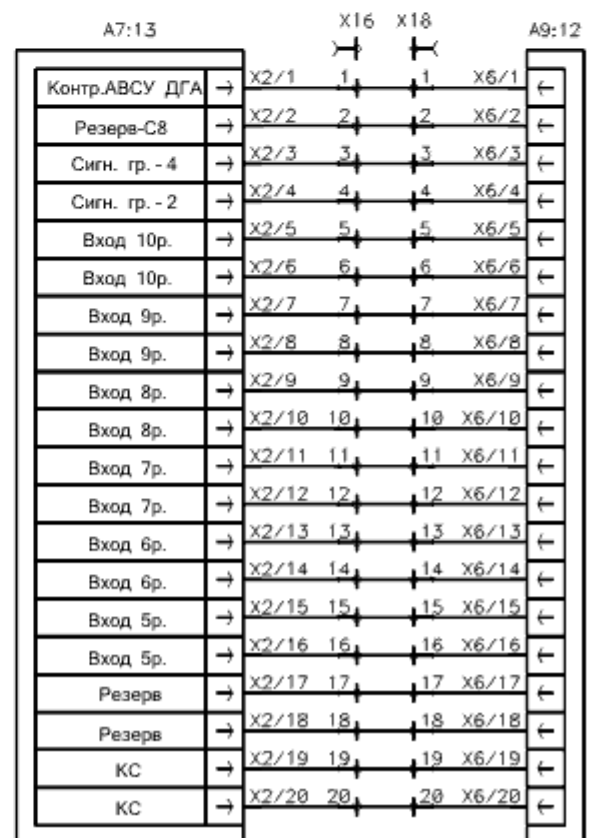 X16 X18
A7:13 A9:12
Контр.АВСУ ДГА X2/1 1 1 X6/1
Резерв-С8 X2/2 2 2 X6/2
Сигн. гр.-4 X2/3 3 3 X6/3
Сигн. гр.-2 X2/4 4 4 X6/4
Вход 10р. X2/5 5 5 X6/5
Вход 10р. X2/6 6 6 X6/6
Вход 9р. X2/7 7 7 X6/7
Вход 9р. X2/8 8 8 X6/8
Вход 8р. X2/9 9 9 X6/9
Вход 8р. X2/10 10 10 X6/10
Вход 7р. X2/11 11 11 X6/11
Вход 7р. X2/12 12 12 X6/12
Вход 6р. X2/13 13 13 X6/13
Вход 6р. X2/14 14 14 X6/14
Вход 5р. X2/15 15 15 X6/15
Вход 5р. X2/16 16 16 X6/16
Резерв X2/17 17 17 X6/17
Резерв X2/18 18 18 X6/18
КС X2/19 19 19 X6/19
КС X2/20 20 20 X6/20